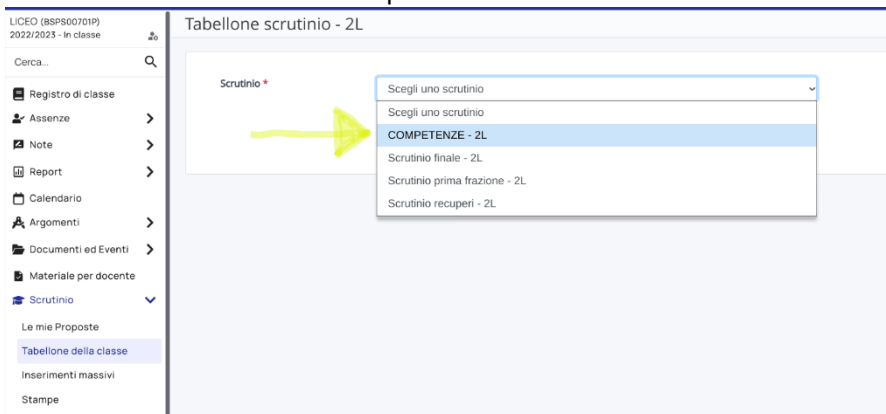 LICEO (BSPS00701P)
2022/2023 - In classe
Cerca...
Registro di classe
Assenze
Note
Report
Calendario
Argomenti
Documenti ed Eventi
Materiale per docente
Scrutinio
Le mie Proposte
Tabellone della classe
Inserimenti massivi
Stampe
Tabellone scrutinio - 2L
Scrutinio *
Scegli uno scrutinio
Scegli uno scrutinio
COMPETENZE - 2L
Scrutinio finale - 2L
Scrutinio prima frazione - 2L
Scrutinio recuperi - 2L